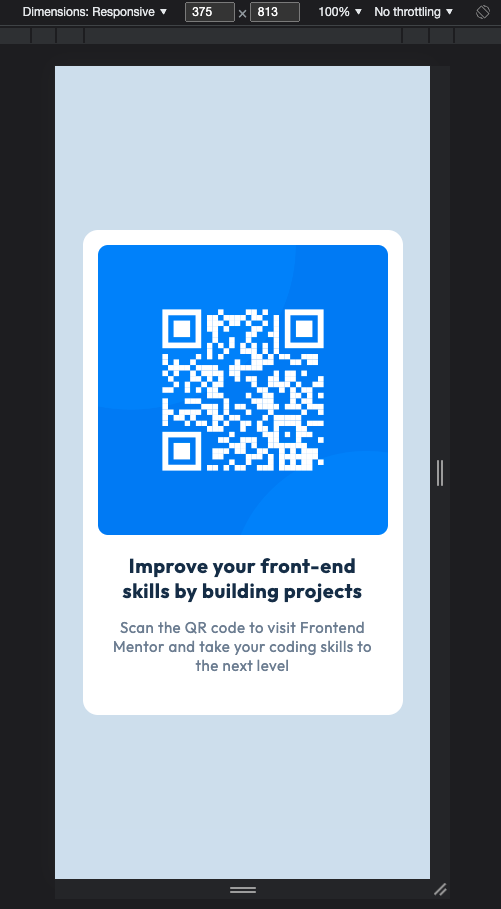 Dimensions: Responsive ▼ 375 × 813 100% ▼ No throttling ▼
Improve your front-end
skills by building projects
Scan the QR code to visit Frontend
Mentor and take your coding skills to
the next level